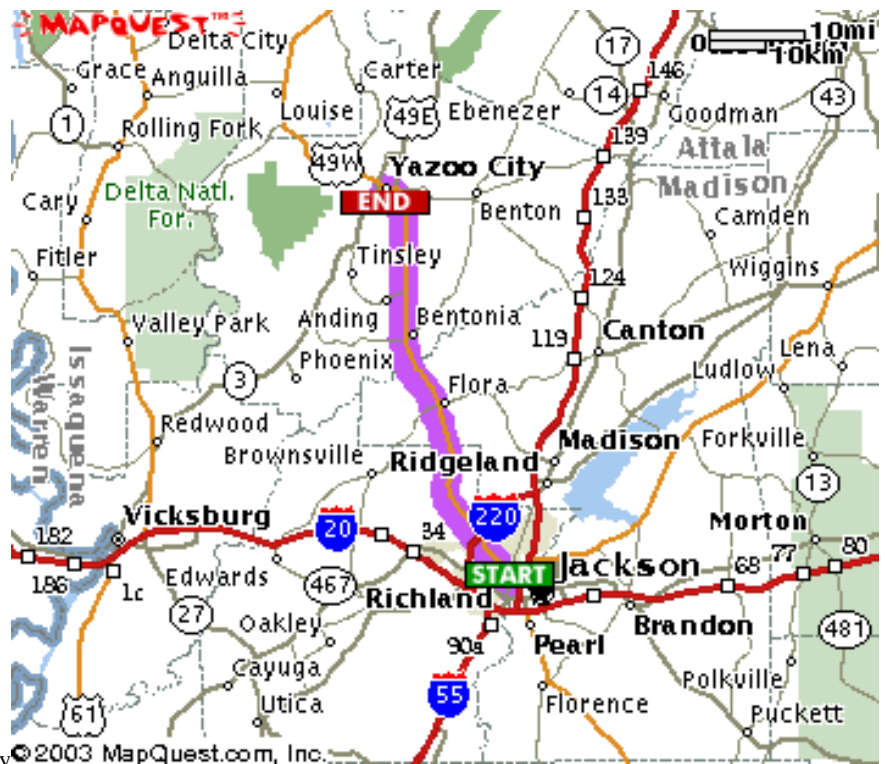 MAPQUEST™
Delta City
Grace
Anguilla
Carter
17
0 10mi
10km
146
1
Louise
49E
Ebenezer
14
Goodman
43
Rolling Fork
139
Attala
49W
Yazoo City
Madison
Delta Natl.
For.
END
Benton
133
Cary
Camden
Fitler
Tinsley
124
Wiggins
Anding
Bentonia
Valley Park
119
Canton
Issaquena
Warren
Phoenix
Ludlow
Lena
3
Flora
Redwood
Madison
Forkville
Brownsville
Ridgeland
13
220
Vicksburg
20
Morton
182
34
77
80
186
1c
Edwards
START
Jackson
68
467
Richland
27
Oakley
90a
Pearl
Brandon
481
Cayuga
61
Utica
55
Florence
Polkville
Puckett
y©2003 MapQuest.com, Inc.